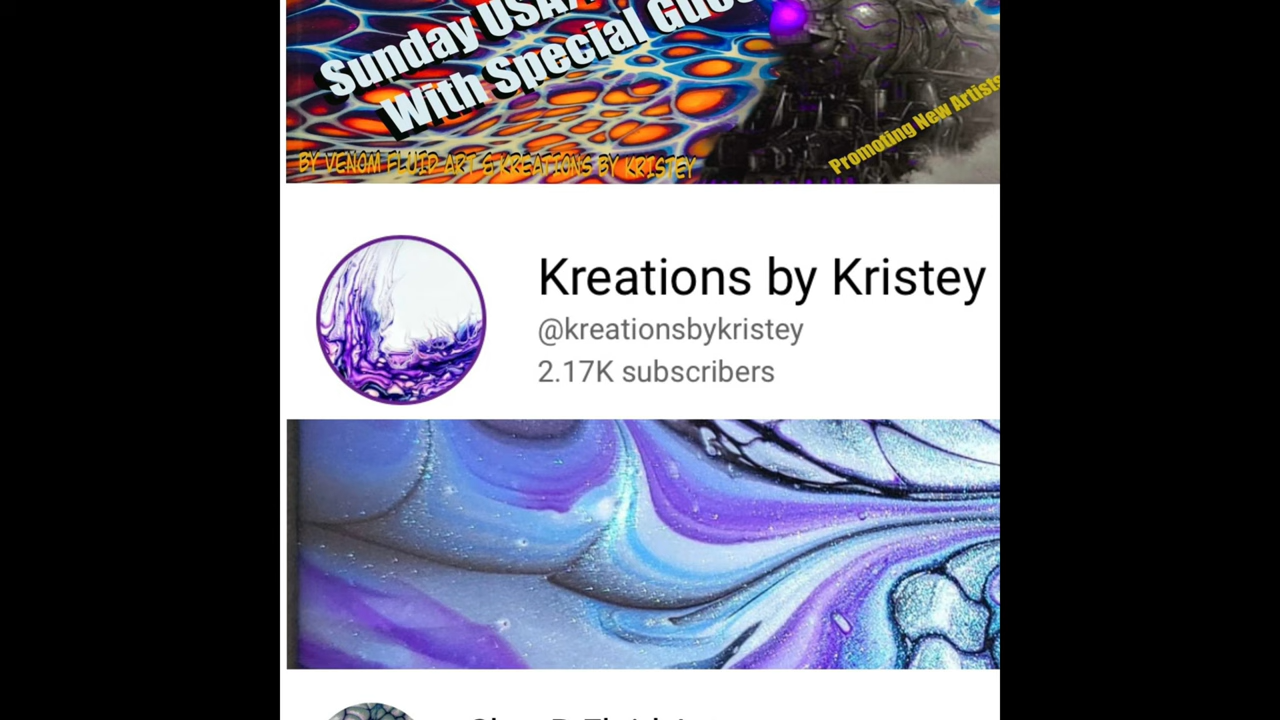 Sunday USA
With Special
Promoting New Artists
BY VENOM FLUID ART & KREATIONS BY KRISTEY
Kreations by Kristey
@kreationsbykristey
2.17K subscribers